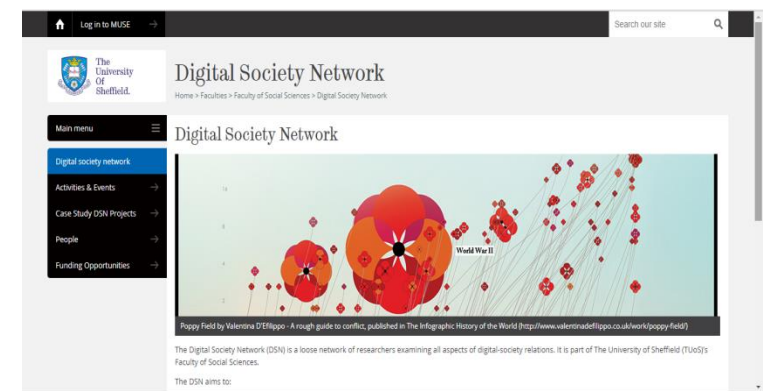 Log in to MUSE
Search our site
The
University
Of
Sheffield.
Digital Society Network
Home > Faculties > Faculty of Social Sciences > Digital Society Network
Main menu
Digital society network
Activities & Events
Case Study DSN Projects
People
Funding Opportunities
Digital Society Network
10
8
6
4
2
World War II
Poppy Field by Valentina D'Efilippo - A rough guide to conflict, published in The Infographic History of the World (http://www.valentinadefilippo.co.uk/work/poppy-field/)
The Digital Society Network (DSN) is a loose network of researchers examining all aspects of digital-society relations. It is part of The University of Sheffield (TUoS)'s
Faculty of Social Sciences.
The DSN aims to: